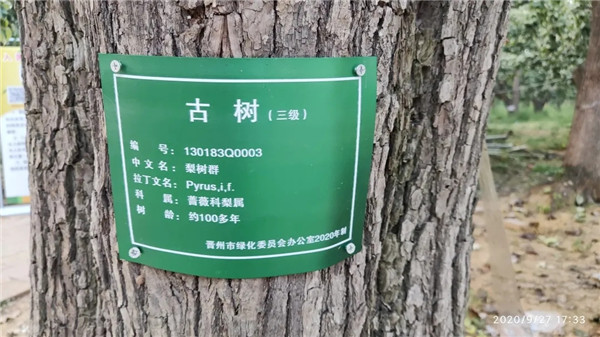 古树（三级）
编号：130183Q0003
中文名：梨树群
拉丁文名：Pyrus,i,f.
科属：蔷薇科梨属
树龄：约100多年
晋州市绿化委员会办公室2020年制
2020/9/27 17:33